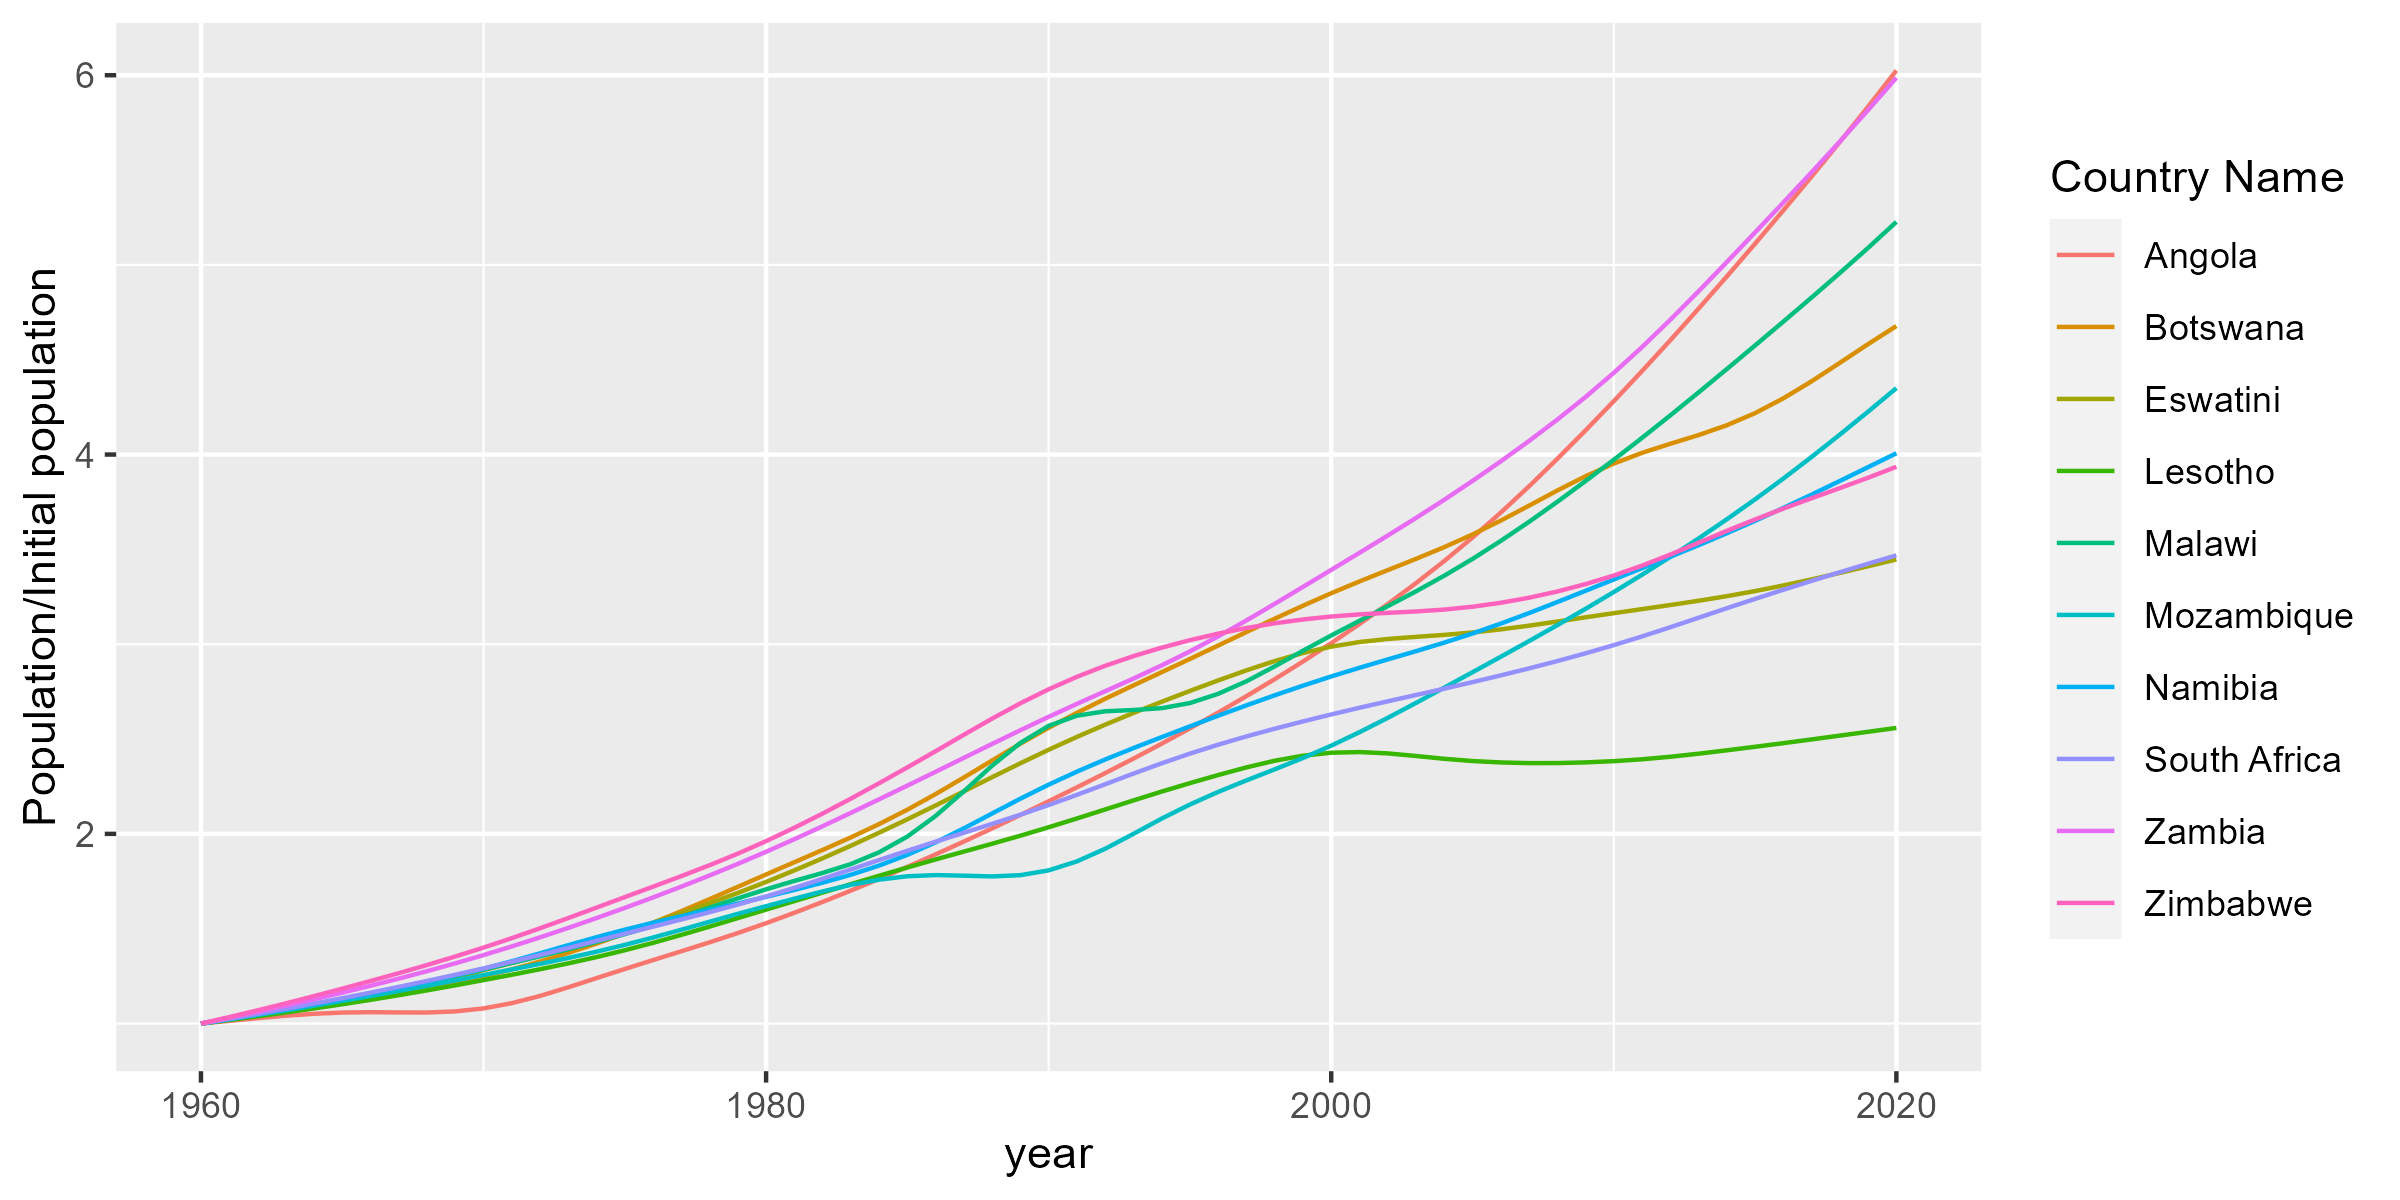 Population/Initial population
6
4
2
1960
1980
2000
2020
year
Country Name
Angola
Botswana
Eswatini
Lesotho
Malawi
Mozambique
Namibia
South Africa
Zambia
Zimbabwe